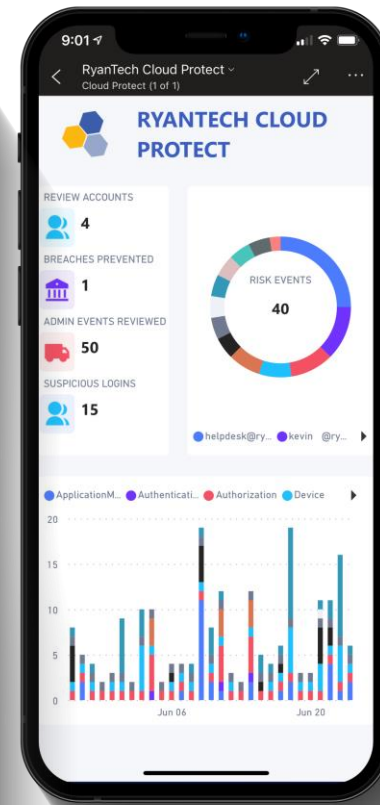 9:01
RyanTech Cloud Protect
Cloud Protect (1 of 1)
RYANTECH CLOUD
PROTECT
REVIEW ACCOUNTS
4
BREACHES PREVENTED
1
ADMIN EVENTS REVIEWED
50
SUSPICIOUS LOGINS
15
RISK EVENTS
40
helpdesk@ry... kevin @ry...
ApplicationM... Authenticati... Authorization Device
20
15
10
5
0
Jun 06 Jun 20